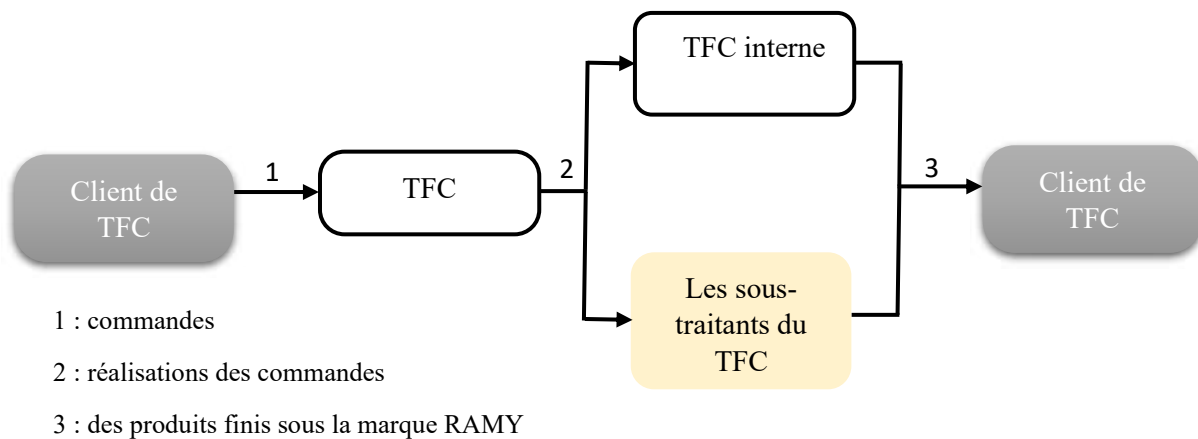 TFC interne
1
TFC
2
3
Client de
TFC
Client de
TFC
Les sous-
traitants du
TFC
1 : commandes
2 : réalisations des commandes
3 : des produits finis sous la marque RAMY